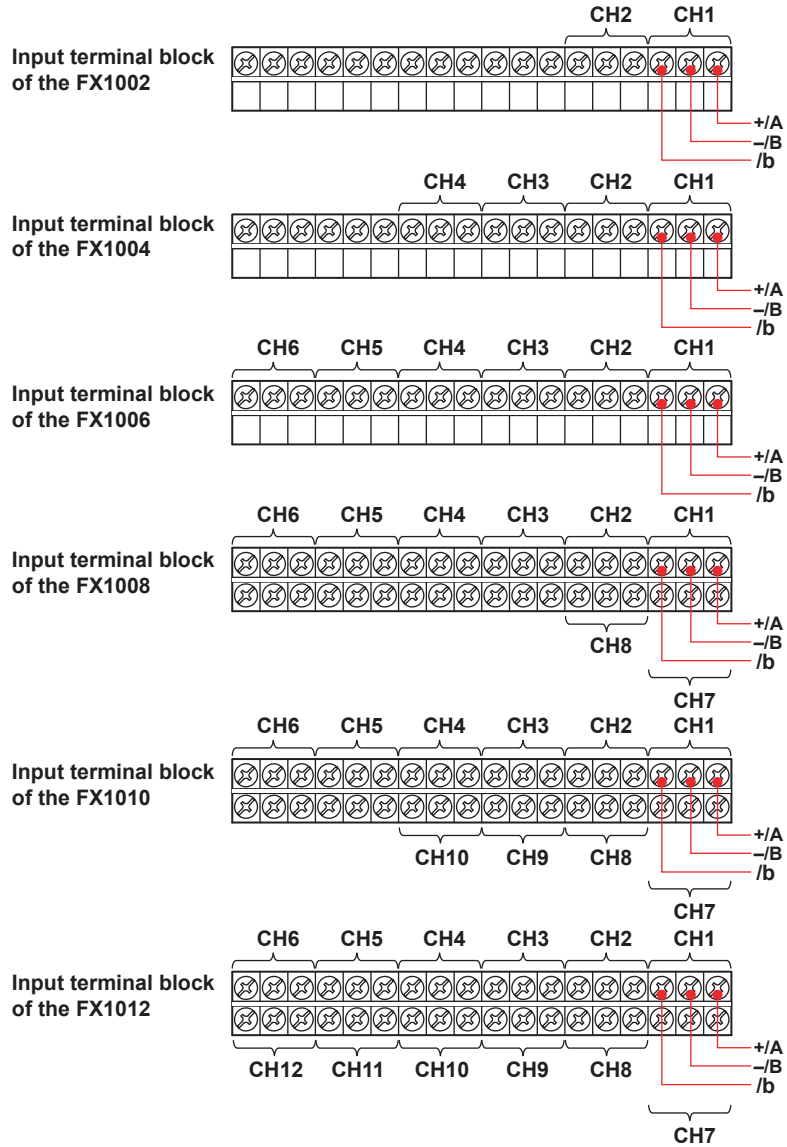 CH2 CH1
Input terminal block
of the FX1002
+/A
–/B
/b
CH4 CH3 CH2 CH1
Input terminal block
of the FX1004
+/A
–/B
/b
CH6 CH5 CH4 CH3 CH2 CH1
Input terminal block
of the FX1006
+/A
–/B
/b
CH6 CH5 CH4 CH3 CH2 CH1
Input terminal block
of the FX1008
+/A
–/B
CH8
/b
CH7
CH6 CH5 CH4 CH3 CH2 CH1
Input terminal block
of the FX1010
+/A
–/B
CH10 CH9 CH8
/b
CH7
CH6 CH5 CH4 CH3 CH2 CH1
Input terminal block
of the FX1012
+/A
–/B
CH12 CH11 CH10 CH9 CH8
/b
CH7